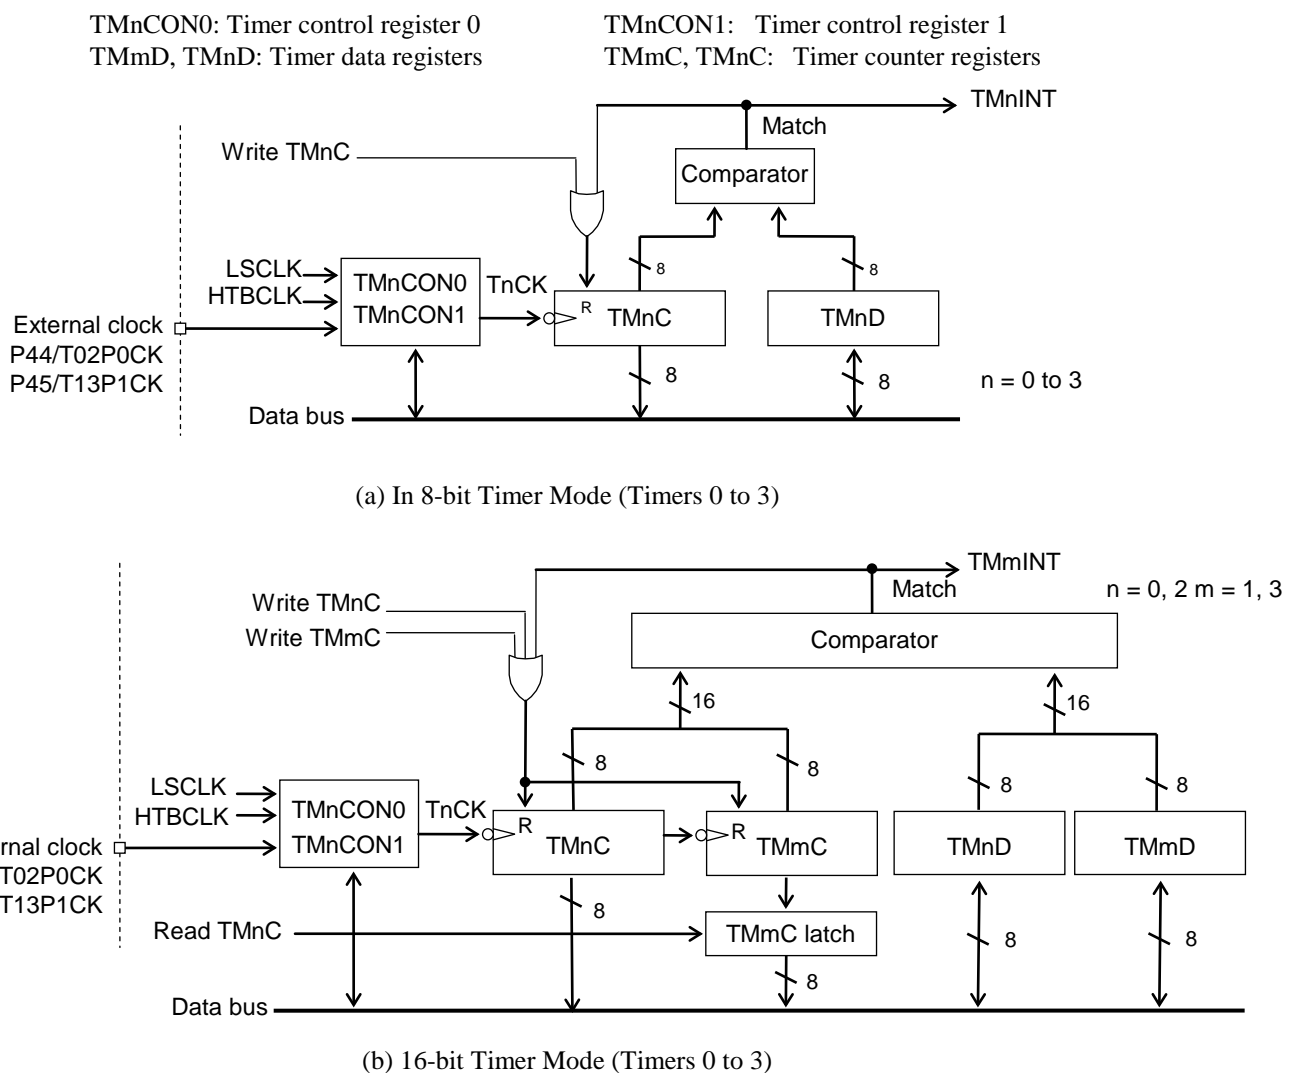 TMnCON0: Timer control register 0 TMnCON1: Timer control register 1
TMmD, TMnD: Timer data registers TMmC, TMnC: Timer counter registers
TMnINT
Match
Write TMnC
Comparator
8 8
LSCLK
HTBCLK
TMnCON0
TMnCON1
TnCK
R
TMnC
TMnD
External clock
P44/T02P0CK
P45/T13P1CK
8 8
n = 0 to 3
Data bus
(a) In 8-bit Timer Mode (Timers 0 to 3)
TMmINT
Match
n = 0, 2 m = 1, 3
Write TMnC
Write TMmC
Comparator
16 16
8 8 8 8
LSCLK
HTBCLK
TMnCON0
TMnCON1
TnCK
R
TMnC
R
TMmC
TMnD
TMmD
rnal clock
T02P0CK
T13P1CK
8
Read TMnC
TMmC latch
8 8
8
Data bus
(b) 16-bit Timer Mode (Timers 0 to 3)